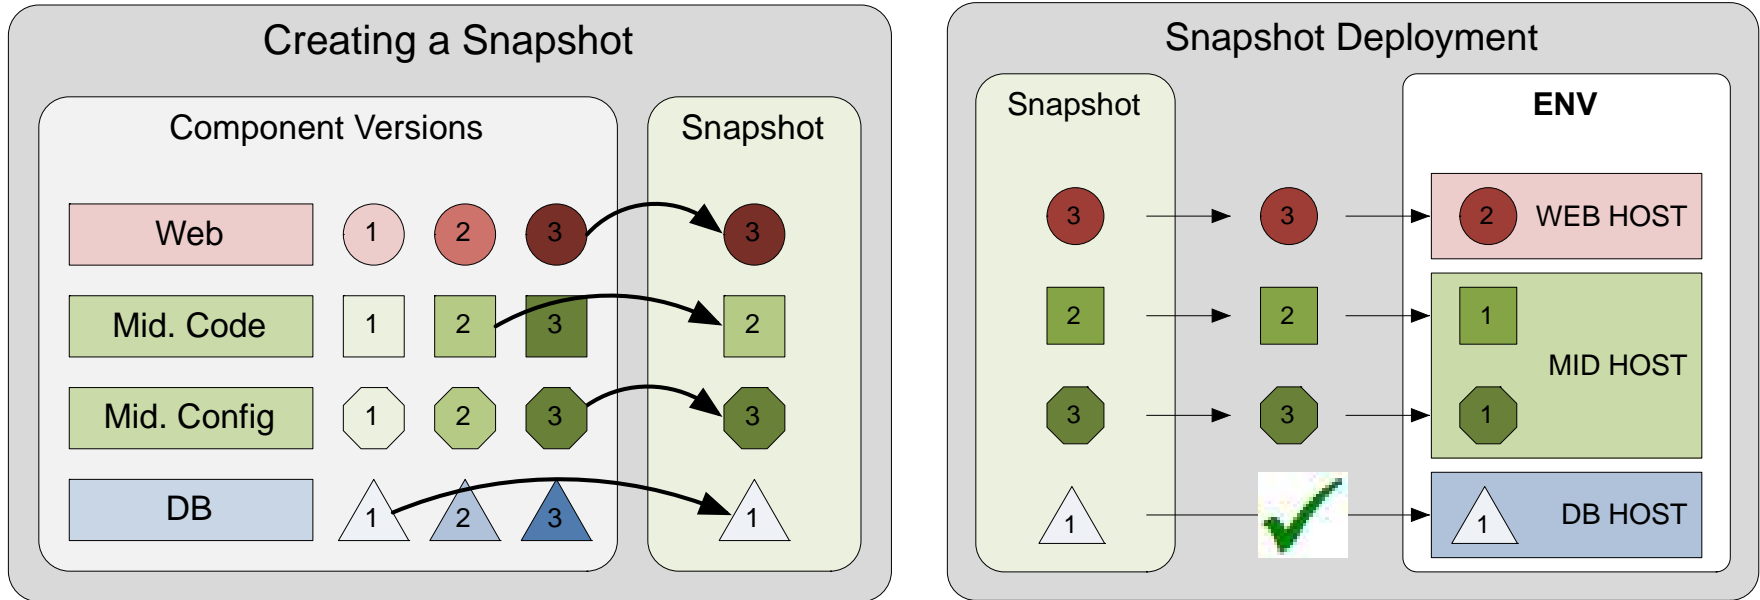 Creating a Snapshot
Component Versions
Snapshot
Web 1 2 3 3
Mid. Code 1 2 3 2
Mid. Config 1 2 3 3
DB 1 2 3 1
Snapshot Deployment
Snapshot
ENV
3 3 2 WEB HOST
2 2 1
MID HOST
3 3 1
1 1 DB HOST